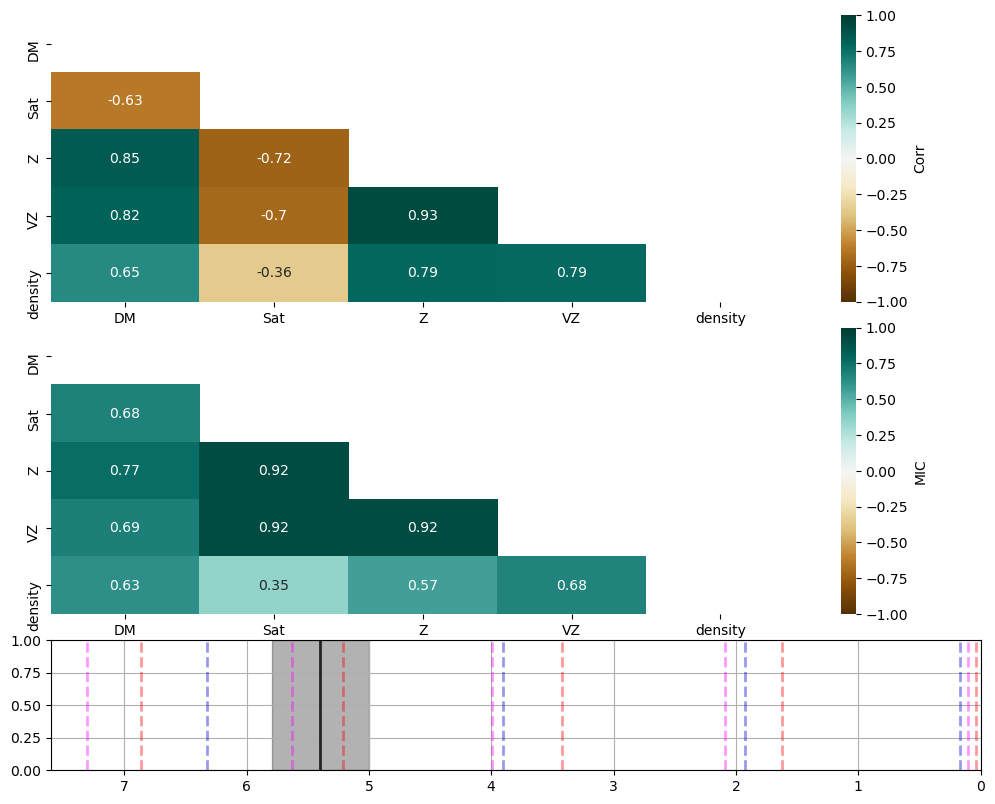 DM
Sat
Z
VZ
density
-0.63
0.85 -0.72
0.82 -0.7 0.93
0.65 -0.36 0.79 0.79
DM Sat Z VZ density
1.00
0.75
0.50
0.25
0.00
−0.25
−0.50
−0.75
−1.00
Corr
DM
Sat
Z
VZ
density
0.68
0.77 0.92
0.69 0.92 0.92
0.63 0.35 0.57 0.68
DM Sat Z VZ density
1.00
0.75
0.50
0.25
0.00
−0.25
−0.50
−0.75
−1.00
MIC
1.00
0.75
0.50
0.25
0.00
7 6 5 4 3 2 1 0